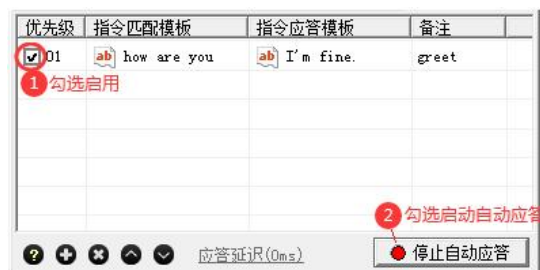 优先级 指令匹配模板 指令应答模板 备注
01 ab how are you ab I'm fine. greet
1 勾选启用
2 勾选启动自动应答
? 应答延迟(0ms) 停止自动应答